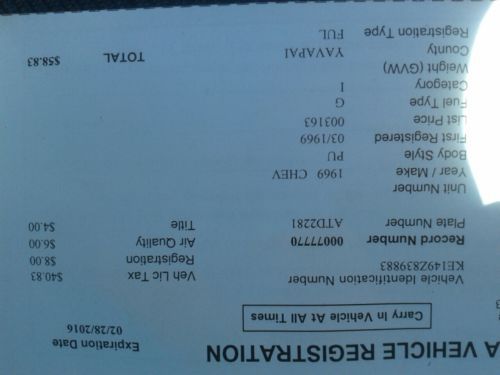 A VEHICLE REGISTRATION
Carry In Vehicle At All Times
Expiration Date
02/28/2016
Vehicle Identification Number
KE149Z839883
Record Number 00077770
Plate Number ATD2281
Unit Number
Year / Make 1969 CHEV
Body Style PU
First Registered 03/1969
List Price 003163
Fuel Type G
Category I
Weight (GVW)
County YAVAPAI
Registration Type FUL
Veh Lic Tax $40.83
Registration $8.00
Air Quality $6.00
Title $4.00
TOTAL $58.83